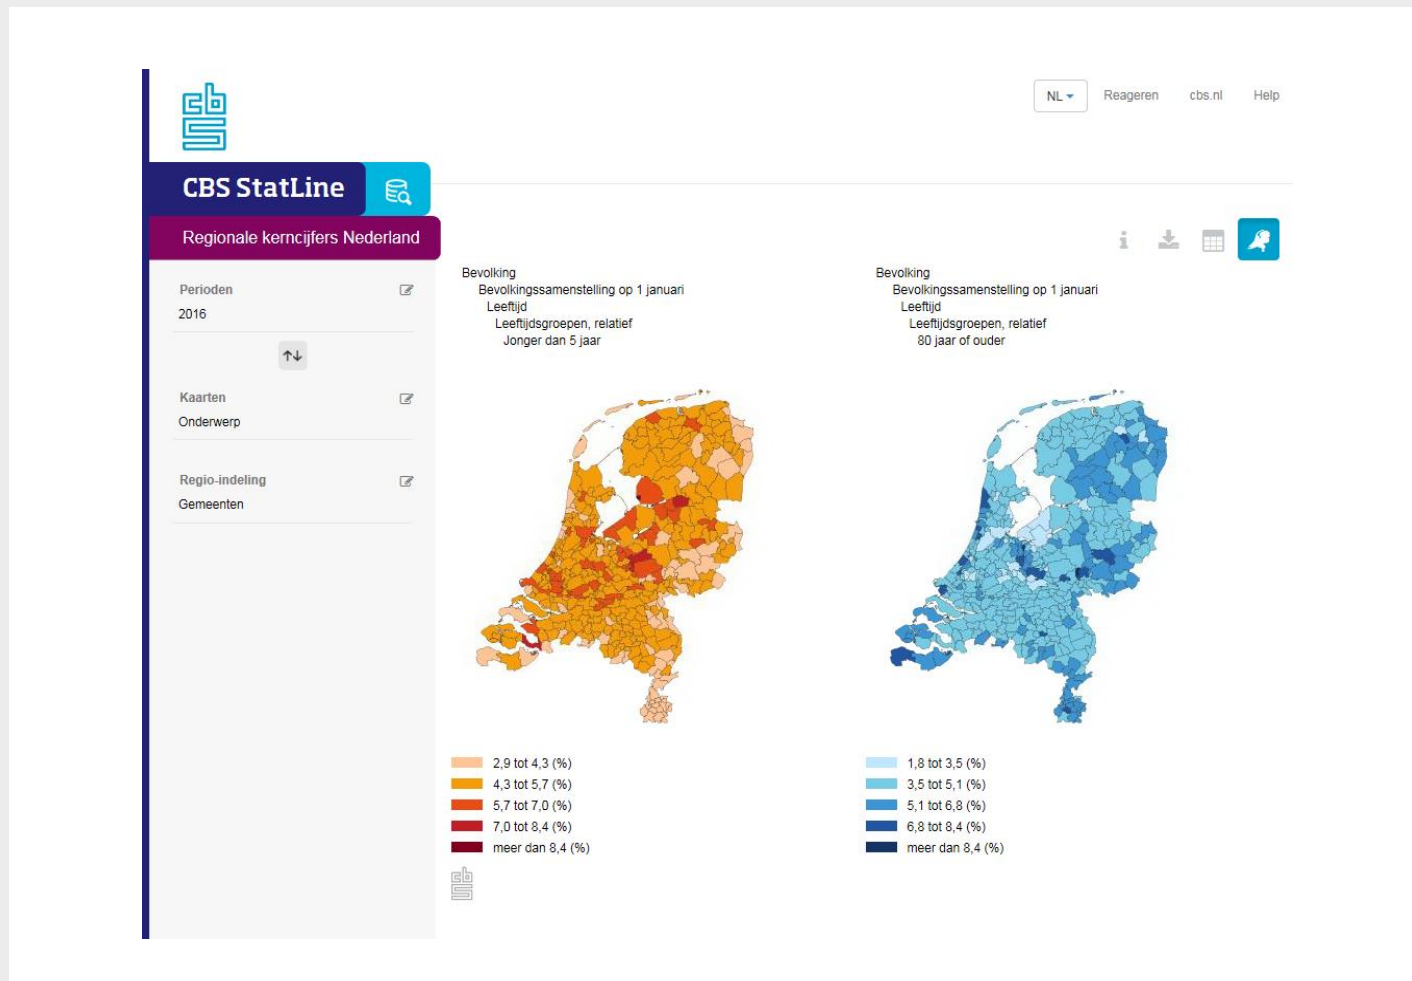 cbs
NL
Reageren
cbs.nl
Help
CBS StatLine
Regionale kerncijfers Nederland
Perioden
2016
Kaarten
Onderwerp
Regio-indeling
Gemeenten
Bevolking
Bevolkingssamenstelling op 1 januari
Leeftijd
Leeftijdsgroepen, relatief
Jonger dan 5 jaar
2,9 tot 4,3 (%)
4,3 tot 5,7 (%)
5,7 tot 7,0 (%)
7,0 tot 8,4 (%)
meer dan 8,4 (%)
cbs
Bevolking
Bevolkingssamenstelling op 1 januari
Leeftijd
Leeftijdsgroepen, relatief
80 jaar of ouder
1,8 tot 3,5 (%)
3,5 tot 5,1 (%)
5,1 tot 6,8 (%)
6,8 tot 8,4 (%)
meer dan 8,4 (%)